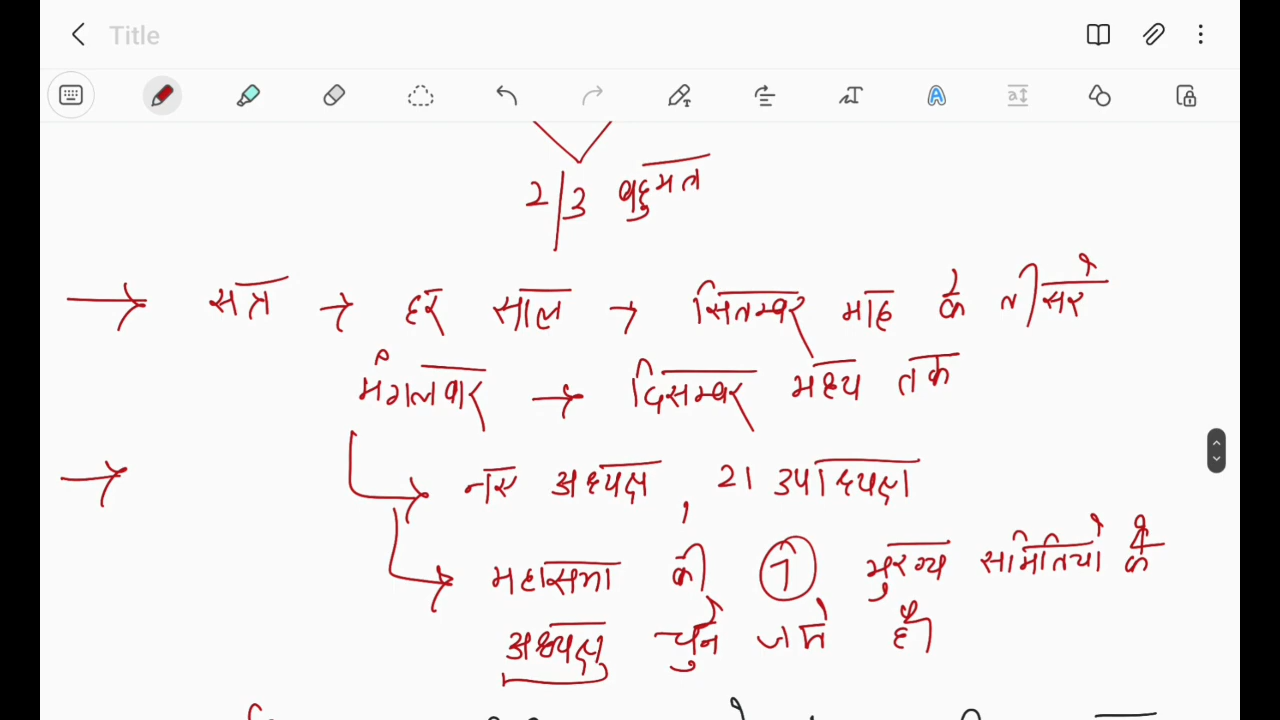 Title
2/3 बहुमत
→ सत्र → हर साल → सितम्बर माह के तीसरे
मंगलवार → दिसम्बर मध्य तक
→ नए अध्यक्ष, 21 उपाध्यक्ष
→ महासभा की 7 मुख्य समितियों के
अध्यक्ष चुने जाते हैं।